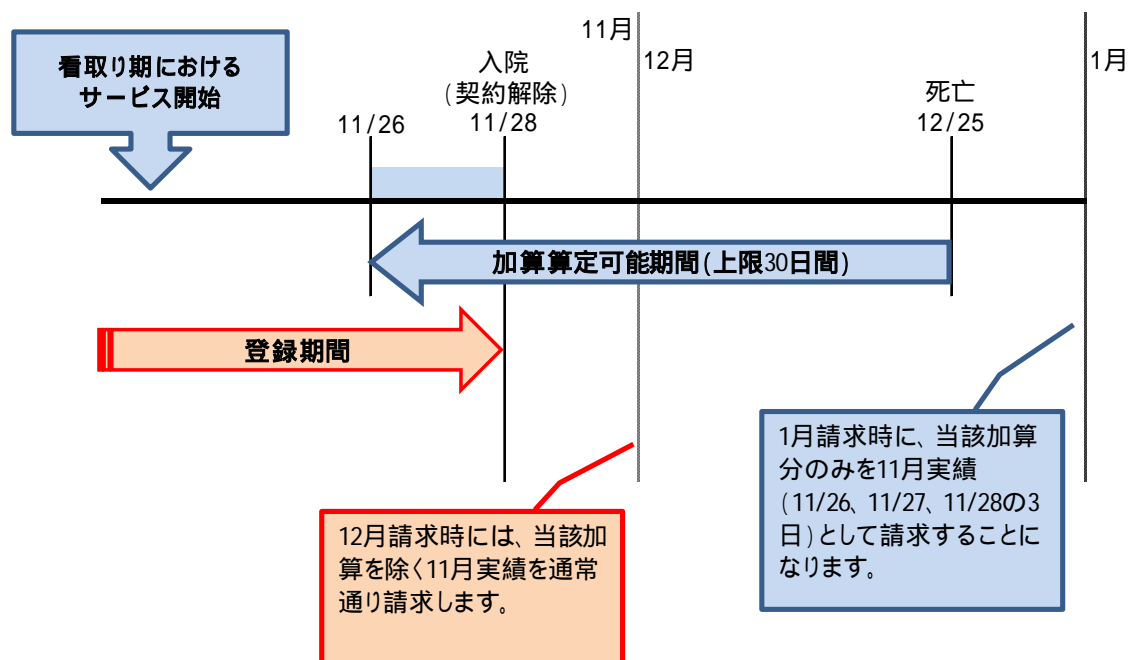 11月
12月
1月
看取り期における
サービス開始
入院
(契約解除)
11/28
死亡
12/25
11/26
加算算定可能期間(上限30日間)
登録期間
1月請求時に、当該加算
分のみを11月実績
(11/26、11/27、11/28の3
日)として請求することに
なります。
12月請求時には、当該加
算を除く11月実績を通常
通り請求します。